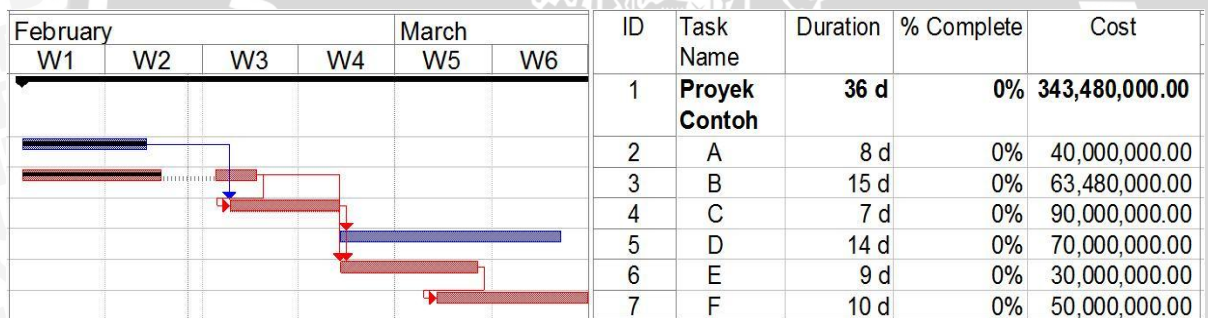 February March
W1 W2 W3 W4 W5 W6
ID Task Name Duration % Complete Cost
1 Proyek Contoh 36 d 0% 343,480,000.00
2 A 8 d 0% 40,000,000.00
3 B 15 d 0% 63,480,000.00
4 C 7 d 0% 90,000,000.00
5 D 14 d 0% 70,000,000.00
6 E 9 d 0% 30,000,000.00
7 F 10 d 0% 50,000,000.00